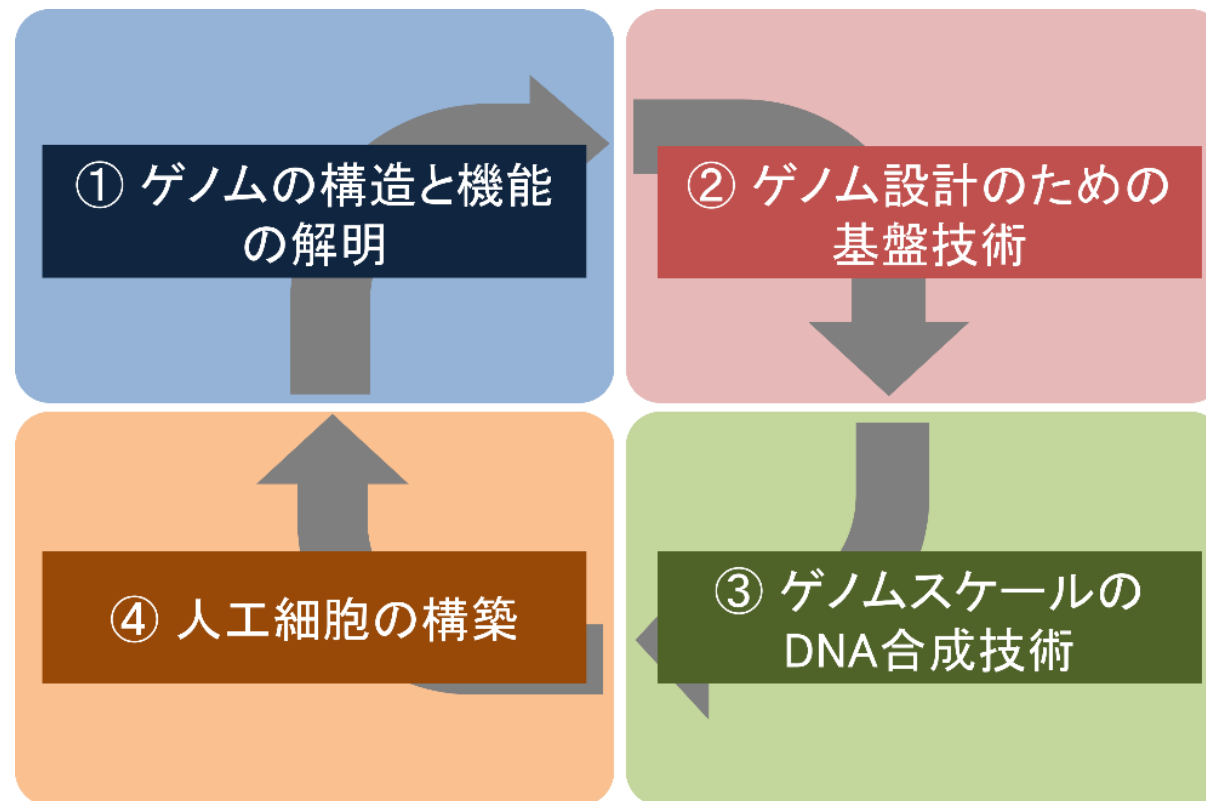 ① ゲノムの構造と機能
の解明
② ゲノム設計のための
基盤技術
③ ゲノムスケールの
DNA合成技術
④ 人工細胞の構築